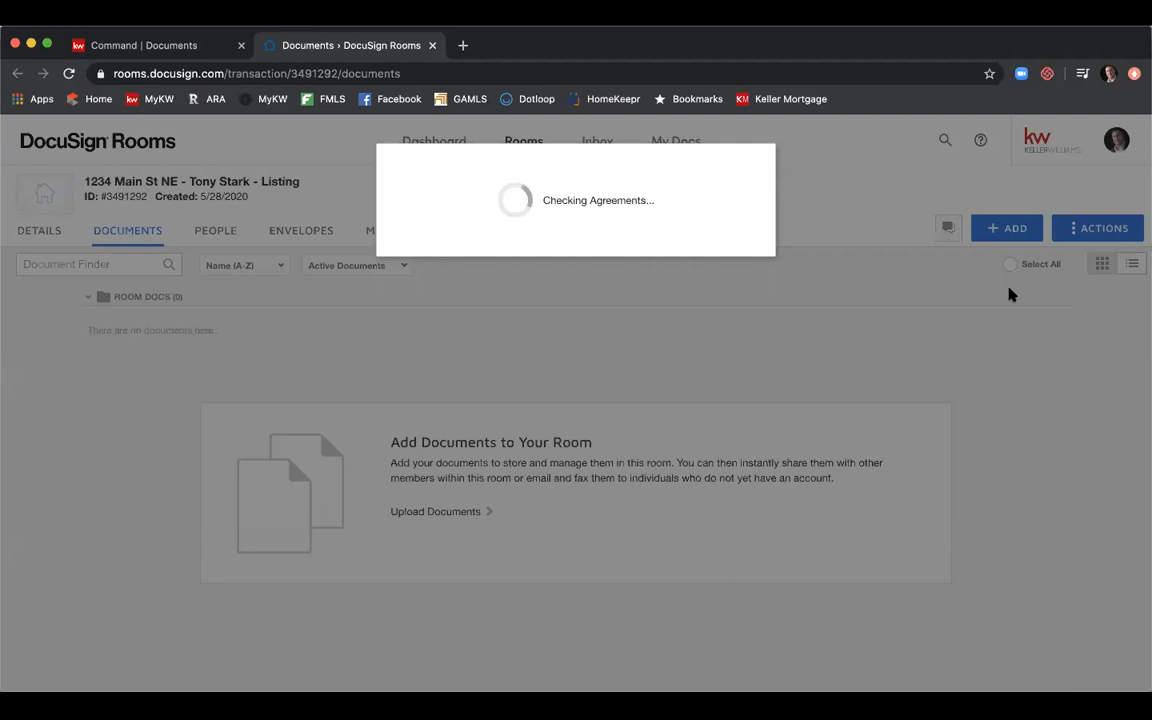 Command | Documents
Documents › DocuSign Rooms
rooms.docusign.com/transaction/3491292/documents
Apps Home MyKW ARA MyKW FMLS Facebook GAMLS Dotloop HomeKeepr Bookmarks Keller Mortgage
DocuSign Rooms
Dashboard Rooms Inbox My Docs
kw
KELLERWILLIAMS
1234 Main St NE - Tony Stark - Listing
ID: #3491292 Created: 5/28/2020
Checking Agreements...
DETAILS DOCUMENTS PEOPLE ENVELOPES
+ ADD ACTIONS
Document Finder Name (A-Z) Active Documents Select All
ROOM DOCS (0)
There are no documents here..
Add Documents to Your Room
Add your documents to store and manage them in this room. You can then instantly share them with other
members within this room or email and fax them to individuals who do not yet have an account.
Upload Documents